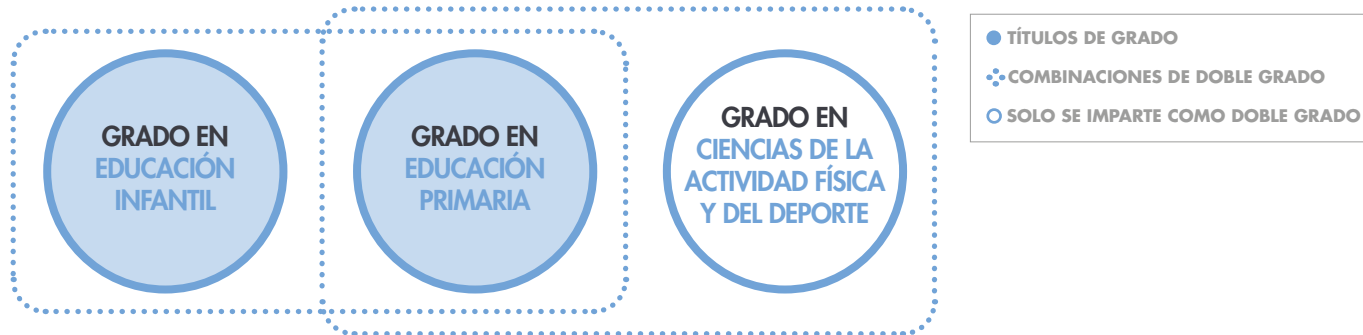 GRADO EN
EDUCACIÓN
INFANTIL
GRADO EN
EDUCACIÓN
PRIMARIA
GRADO EN
CIENCIAS DE LA
ACTIVIDAD FÍSICA
Y DEL DEPORTE
TÍTULOS DE GRADO
COMBINACIONES DE DOBLE GRADO
SOLO SE IMPARTE COMO DOBLE GRADO